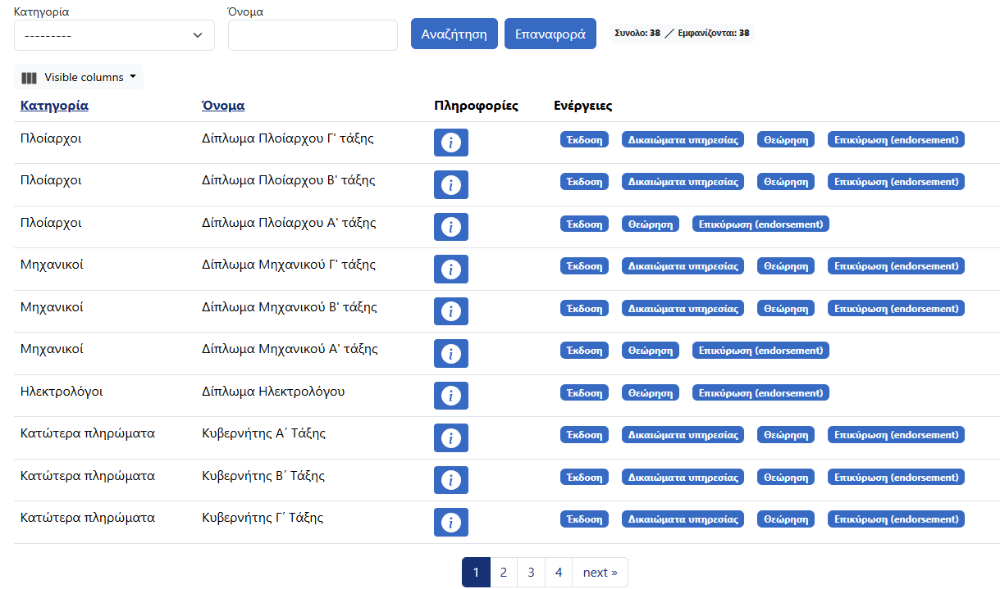 Κατηγορία Όνομα
--------- Αναζήτηση Επαναφορά Συνολο: 38 / Εμφανίζονται: 38
Visible columns
Κατηγορία Όνομα Πληροφορίες Ενέργειες
Πλοίαρχοι Δίπλωμα Πλοίαρχου Γ' τάξης i Έκδοση Δικαιώματα υπηρεσίας Θεώρηση Επικύρωση (endorsement)
Πλοίαρχοι Δίπλωμα Πλοίαρχου Β' τάξης i Έκδοση Δικαιώματα υπηρεσίας Θεώρηση Επικύρωση (endorsement)
Πλοίαρχοι Δίπλωμα Πλοίαρχου Α' τάξης i Έκδοση Θεώρηση Επικύρωση (endorsement)
Μηχανικοί Δίπλωμα Μηχανικού Γ' τάξης i Έκδοση Δικαιώματα υπηρεσίας Θεώρηση Επικύρωση (endorsement)
Μηχανικοί Δίπλωμα Μηχανικού Β' τάξης i Έκδοση Δικαιώματα υπηρεσίας Θεώρηση Επικύρωση (endorsement)
Μηχανικοί Δίπλωμα Μηχανικού Α' τάξης i Έκδοση Θεώρηση Επικύρωση (endorsement)
Ηλεκτρολόγοι Δίπλωμα Ηλεκτρολόγου i Έκδοση Θεώρηση Επικύρωση (endorsement)
Κατώτερα πληρώματα Κυβερνήτης Α΄ Τάξης i Έκδοση Δικαιώματα υπηρεσίας Θεώρηση Επικύρωση (endorsement)
Κατώτερα πληρώματα Κυβερνήτης Β΄ Τάξης i Έκδοση Δικαιώματα υπηρεσίας Θεώρηση Επικύρωση (endorsement)
Κατώτερα πληρώματα Κυβερνήτης Γ΄ Τάξης i Έκδοση Δικαιώματα υπηρεσίας Θεώρηση Επικύρωση (endorsement)
1 2 3 4 next »